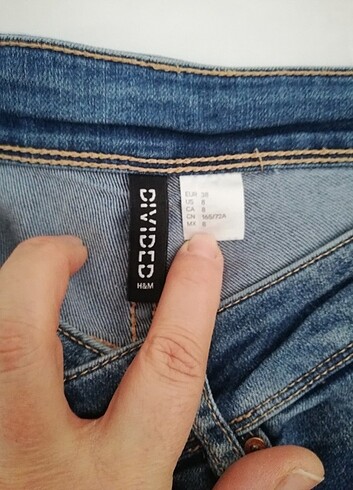 DIVIDED
H&M
EUR 38
US 8
CA 8
CN 165/72A
MX 8